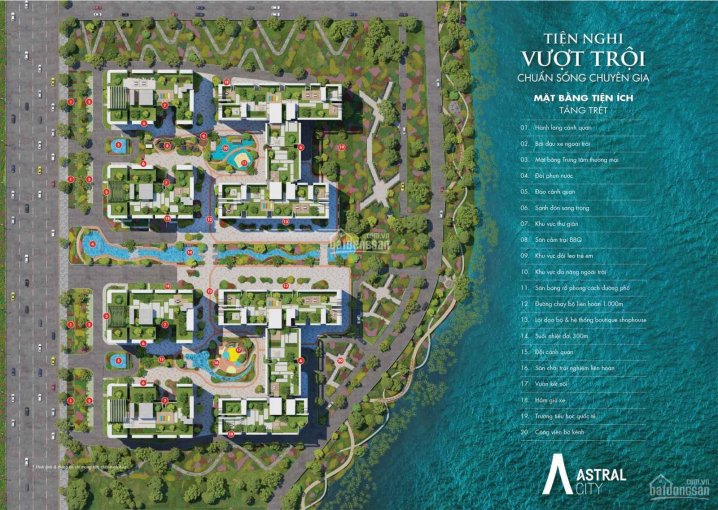 TIỆN NGHI
VƯỢT TRỘI
CHUẨN SỐNG CHUYÊN GIA
MẶT BẰNG TIỆN ÍCH
TẦNG TRỆT
01. Hành lang cảnh quan
02. Bãi đậu xe ngoài trời
03. Mặt bằng Trung tâm thương mại
04. Đài phun nước
05. Đảo cảnh quan
06. Sảnh đón sang trọng
07. Khu vực thư giãn
08. Sân cắm trại BBQ
09. Khu vực đồi leo trẻ em
10. Khu vực đa năng ngoài trời
11. Sân bóng rổ phong cách đường phố
12. Đường chạy bộ liên hoàn 1.000m
13. Lối dạo bộ & hệ thống boutique shophouse
14. Suối nhiệt đới 300m
15. Đồi cảnh quan
16. Sân chơi trải nghiệm liên hoàn
17. Vườn kết nối
18. Hầm giữ xe
19. Trường tiểu học quốc tế
20. Công viên bờ kênh
ASTRAL
CITY
.com.vn
batdongsan
.com.vn
batdongsan